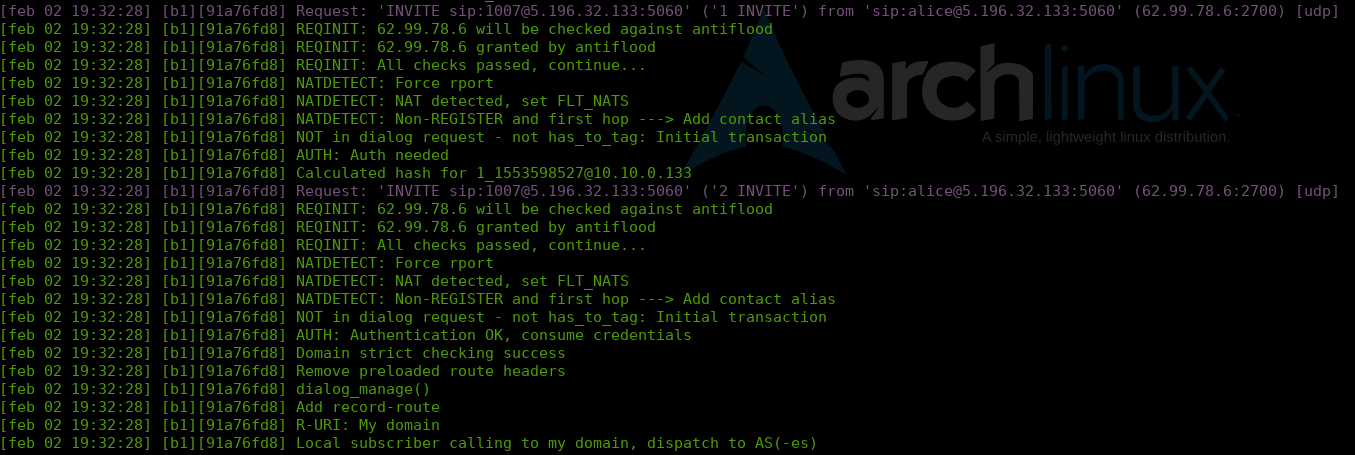 [feb 02 19:32:28] [b1][91a76fd8] Request: 'INVITE sip:1007@5.196.32.133:5060' ('1 INVITE') from 'sip:alice@5.196.32.133:5060' (62.99.78.6:2700) [udp]
[feb 02 19:32:28] [b1][91a76fd8] REQINIT: 62.99.78.6 will be checked against antiflood
[feb 02 19:32:28] [b1][91a76fd8] REQINIT: 62.99.78.6 granted by antiflood
[feb 02 19:32:28] [b1][91a76fd8] REQINIT: All checks passed, continue...
[feb 02 19:32:28] [b1][91a76fd8] NATDETECT: Force rport
[feb 02 19:32:28] [b1][91a76fd8] NATDETECT: NAT detected, set FLT_NATS
[feb 02 19:32:28] [b1][91a76fd8] NATDETECT: Non-REGISTER and first hop ---> Add contact alias
[feb 02 19:32:28] [b1][91a76fd8] NOT in dialog request - not has_to_tag: Initial transaction
[feb 02 19:32:28] [b1][91a76fd8] AUTH: Auth needed
[feb 02 19:32:28] [b1][91a76fd8] Calculated hash for 1_1553598527@10.10.0.133
[feb 02 19:32:28] [b1][91a76fd8] Request: 'INVITE sip:1007@5.196.32.133:5060' ('2 INVITE') from 'sip:alice@5.196.32.133:5060' (62.99.78.6:2700) [udp]
[feb 02 19:32:28] [b1][91a76fd8] REQINIT: 62.99.78.6 will be checked against antiflood
[feb 02 19:32:28] [b1][91a76fd8] REQINIT: 62.99.78.6 granted by antiflood
[feb 02 19:32:28] [b1][91a76fd8] REQINIT: All checks passed, continue...
[feb 02 19:32:28] [b1][91a76fd8] NATDETECT: Force rport
[feb 02 19:32:28] [b1][91a76fd8] NATDETECT: NAT detected, set FLT_NATS
[feb 02 19:32:28] [b1][91a76fd8] NATDETECT: Non-REGISTER and first hop ---> Add contact alias
[feb 02 19:32:28] [b1][91a76fd8] NOT in dialog request - not has_to_tag: Initial transaction
[feb 02 19:32:28] [b1][91a76fd8] AUTH: Authentication OK, consume credentials
[feb 02 19:32:28] [b1][91a76fd8] Domain strict checking success
[feb 02 19:32:28] [b1][91a76fd8] Remove preloaded route headers
[feb 02 19:32:28] [b1][91a76fd8] dialog_manage()
[feb 02 19:32:28] [b1][91a76fd8] Add record-route
[feb 02 19:32:28] [b1][91a76fd8] R-URI: My domain
[feb 02 19:32:28] [b1][91a76fd8] Local subscriber calling to my domain, dispatch to AS(-es)
archlinux
A simple, lightweight linux distribution.